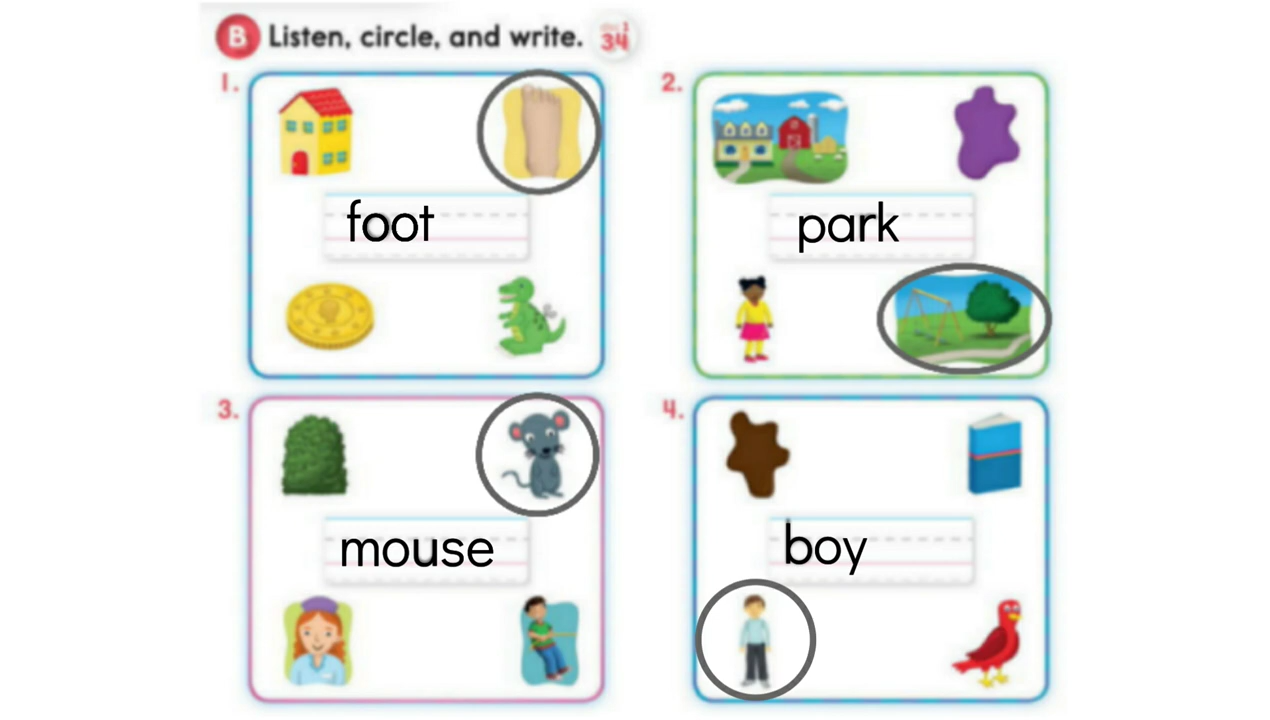 B Listen, circle, and write. 34
1.
foot
2.
park
3.
mouse
4.
boy